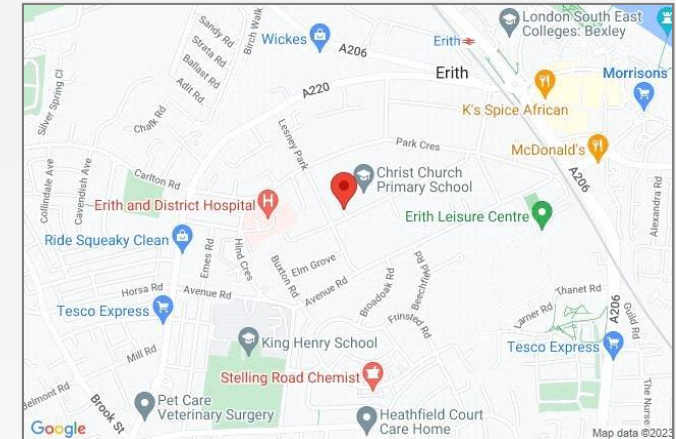 London South East
Colleges: Bexley
Sandy Rd
Birch Walk
Wickes
A206
Erith
Strata Rd
Erith
Ballast Rd
Morrisons
Adit Rd
A220
K's Spice African
Silver Spring Cl
Chalk Rd
Lesney Park
Park Cres
McDonald's
Collindale Ave
Cavendish Ave
Carlton Rd
Christ Church
Primary School
A206
Alexandra Rd
Erith and District Hospital
Erith Leisure Centre
Ride Squeaky Clean
Emes Rd
Hind Cres
Buxton Rd
Elm Grove
Beechfield Rd
Horsa Rd
Avenue Rd
Avenue Rd
Broadoak Rd
Thanet Rd
Tesco Express
Frinsted Rd
Larner Rd
A206
Guild Rd
King Henry School
Tesco Express
Mill Rd
Stelling Road Chemist
Belmont Rd
Brook St
Pet Care
Veterinary Surgery
Heathfield Court
Care Home
The Nurse
Google
Map data ©2023